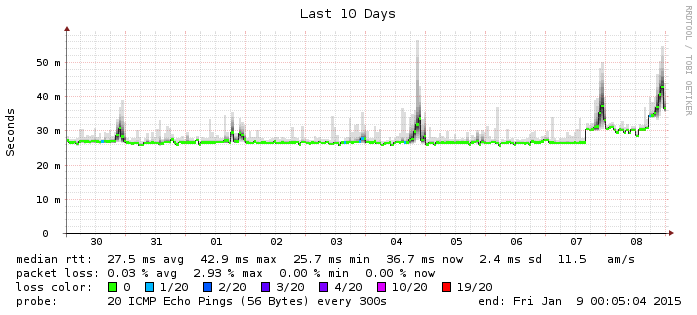 Last 10 Days
RRDTOOL / TOBI OETIKER
Seconds
50 m
40 m
30 m
20 m
10 m
0
30 31 01 02 03 04 05 06 07 08
median rtt: 27.5 ms avg 42.9 ms max 25.7 ms min 36.7 ms now 2.4 ms sd 11.5 am/s
packet loss: 0.03 % avg 2.93 % max 0.00 % min 0.00 % now
loss color: 0 1/20 2/20 3/20 4/20 10/20 19/20
probe: 20 ICMP Echo Pings (56 Bytes) every 300s end: Fri Jan 9 00:05:04 2015